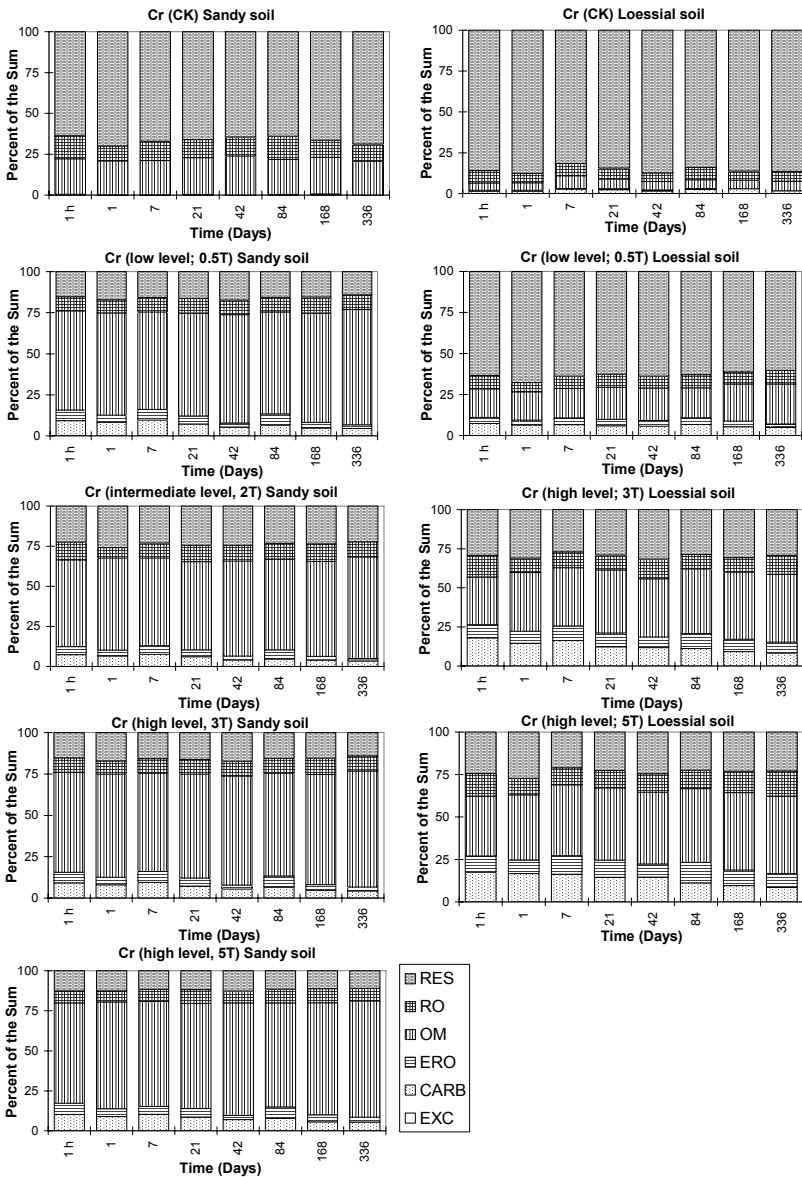 Cr (CK) Sandy soil
Percent of the Sum
100
75
50
25
0
1 h 1 7 21 42 84 168 336
Time (Days)
Cr (CK) Loessial soil
Percent of the Sum
100
75
50
25
0
1 h 1 7 21 42 84 168 336
Time (Days)
Cr (low level; 0.5T) Sandy soil
Percent of the Sum
100
75
50
25
0
1 h 1 7 21 42 84 168 336
Time (Days)
Cr (low level; 0.5T) Loessial soil
Percent of the Sum
100
75
50
25
0
1 h 1 7 21 42 84 168 336
Time (Days)
Cr (intermediate level, 2T) Sandy soil
Percent of the Sum
100
75
50
25
0
1 h 1 7 21 42 84 168 336
Time (Days)
Cr (high level; 3T) Loessial soil
Percent of the Sum
100
75
50
25
0
1 h 1 7 21 42 84 168 336
Time (Days)
Cr (high level, 3T) Sandy soil
Percent of the Sum
100
75
50
25
0
1 h 1 7 21 42 84 168 336
Time (Days)
Cr (high level; 5T) Loessial soil
Percent of the Sum
100
75
50
25
0
1 h 1 7 21 42 84 168 336
Time (Days)
Cr (high level, 5T) Sandy soil
Percent of the Sum
100
75
50
25
0
1 h 1 7 21 42 84 168 336
Time (Days)
RES
RO
OM
ERO
CARB
EXC